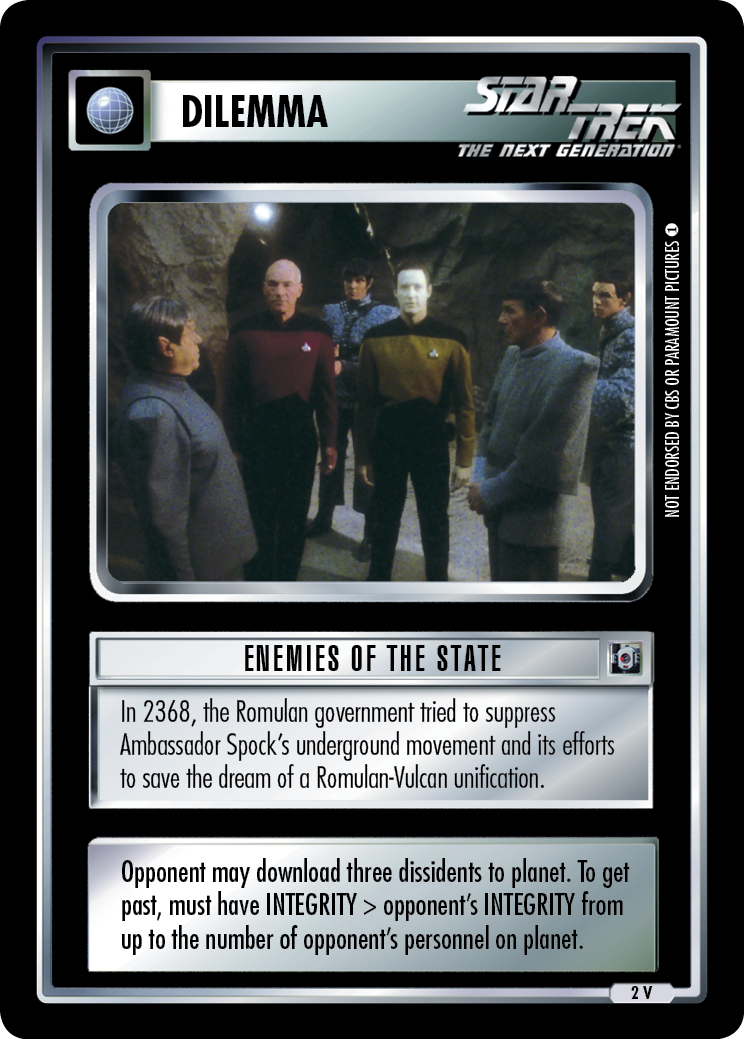 DILEMMA
STAR TREK
THE NEXT GENERATION
NOT ENDORSED BY CBS OR PARAMOUNT PICTURES 1
ENEMIES OF THE STATE
In 2368, the Romulan government tried to suppress
Ambassador Spock's underground movement and its efforts
to save the dream of a Romulan-Vulcan unification.
Opponent may download three dissidents to planet. To get
past, must have INTEGRITY > opponent's INTEGRITY from
up to the number of opponent's personnel on planet.
2 V